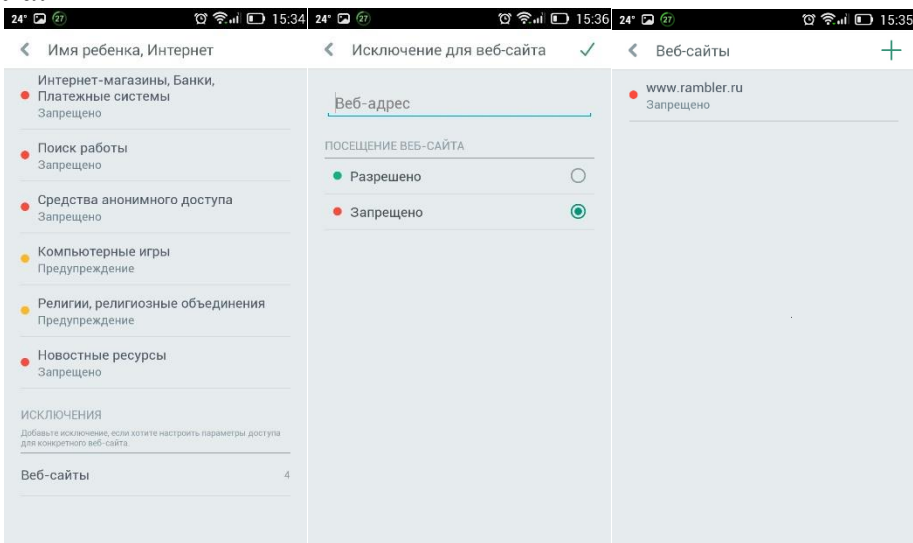 24° 27 15:34
Имя ребенка, Интернет
Интернет-магазины, Банки,
Платежные системы
Запрещено
Поиск работы
Запрещено
Средства анонимного доступа
Запрещено
Компьютерные игры
Предупреждение
Религии, религиозные объединения
Предупреждение
Новостные ресурсы
Запрещено
ИСКЛЮЧЕНИЯ
Добавьте исключение, если хотите настроить параметры доступа
для конкретного веб-сайта.
Веб-сайты 4
24° 27 15:36
Исключение для веб-сайта
Веб-адрес
ПОСЕЩЕНИЕ ВЕБ-САЙТА
Разрешено
Запрещено
24° 27 15:35
Веб-сайты
www.rambler.ru
Запрещено